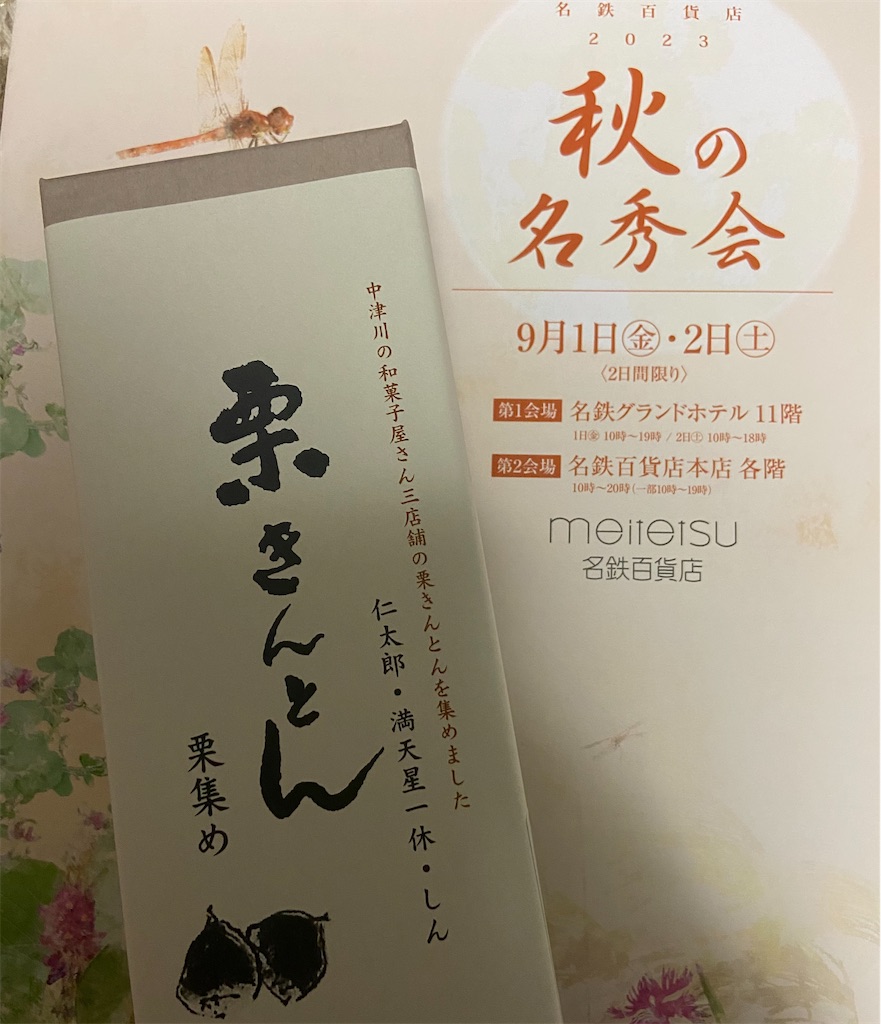 名鉄百貨店
2023
秋の
名秀会
9月1日㊎・2日㊏
〈2日間限り〉
第1会場 名鉄グランドホテル 11階
1日㊎ 10時～19時 / 2日㊏ 10時～18時
第2会場 名鉄百貨店本店 各階
10時～20時(一部10時～19時)
meitetsu
名鉄百貨店
中津川の和菓子屋さん三店舗の栗きんとんを集めました
仁太郎・満天星一休・しん
栗きんとん
栗集め